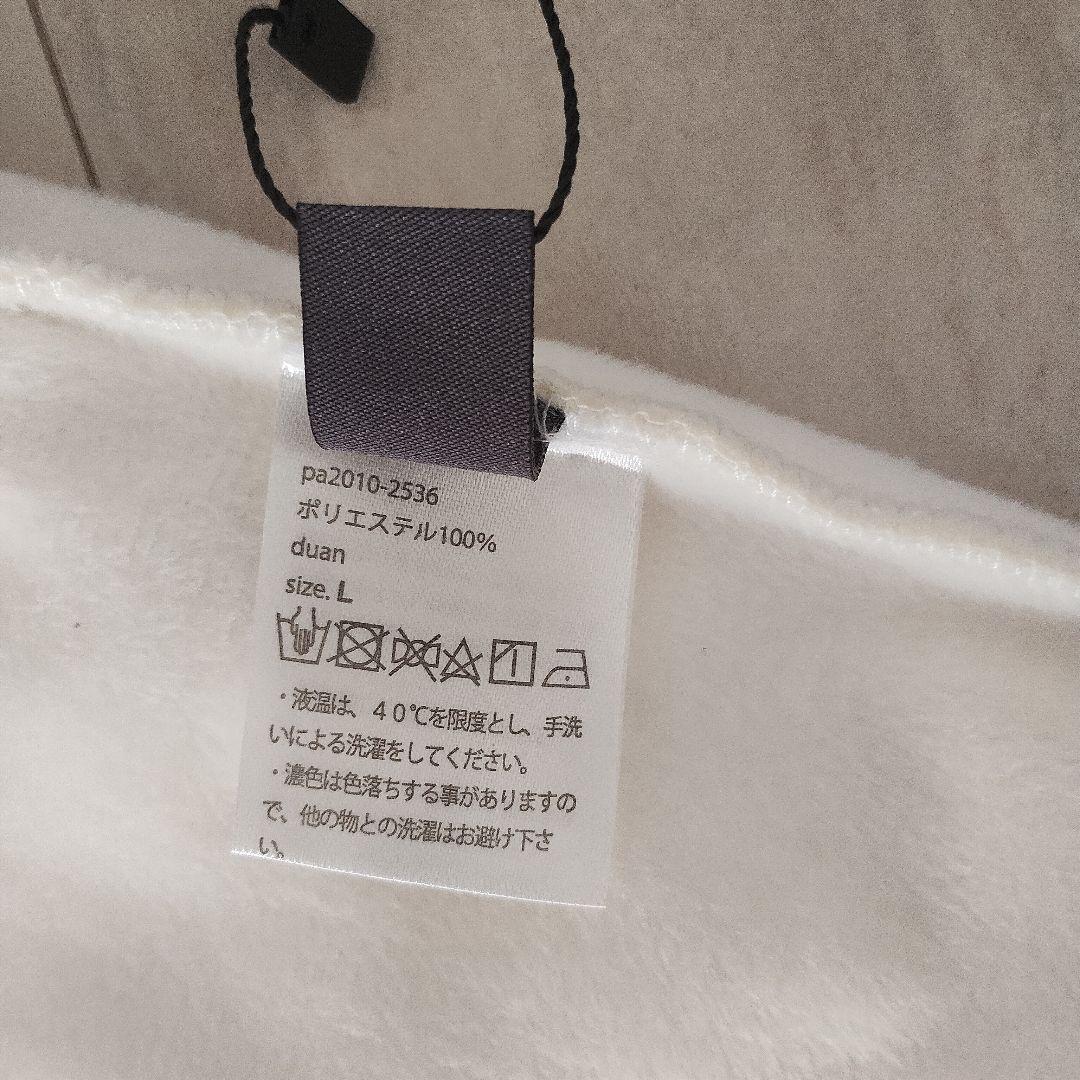 pa2010-2536
ポリエステル100%
duan
size. L
・液温は、40℃を限度とし、手洗
いによる洗濯をしてください。
・濃色は色落ちする事がありますの
で、他の物との洗濯はお避け下さ
い。